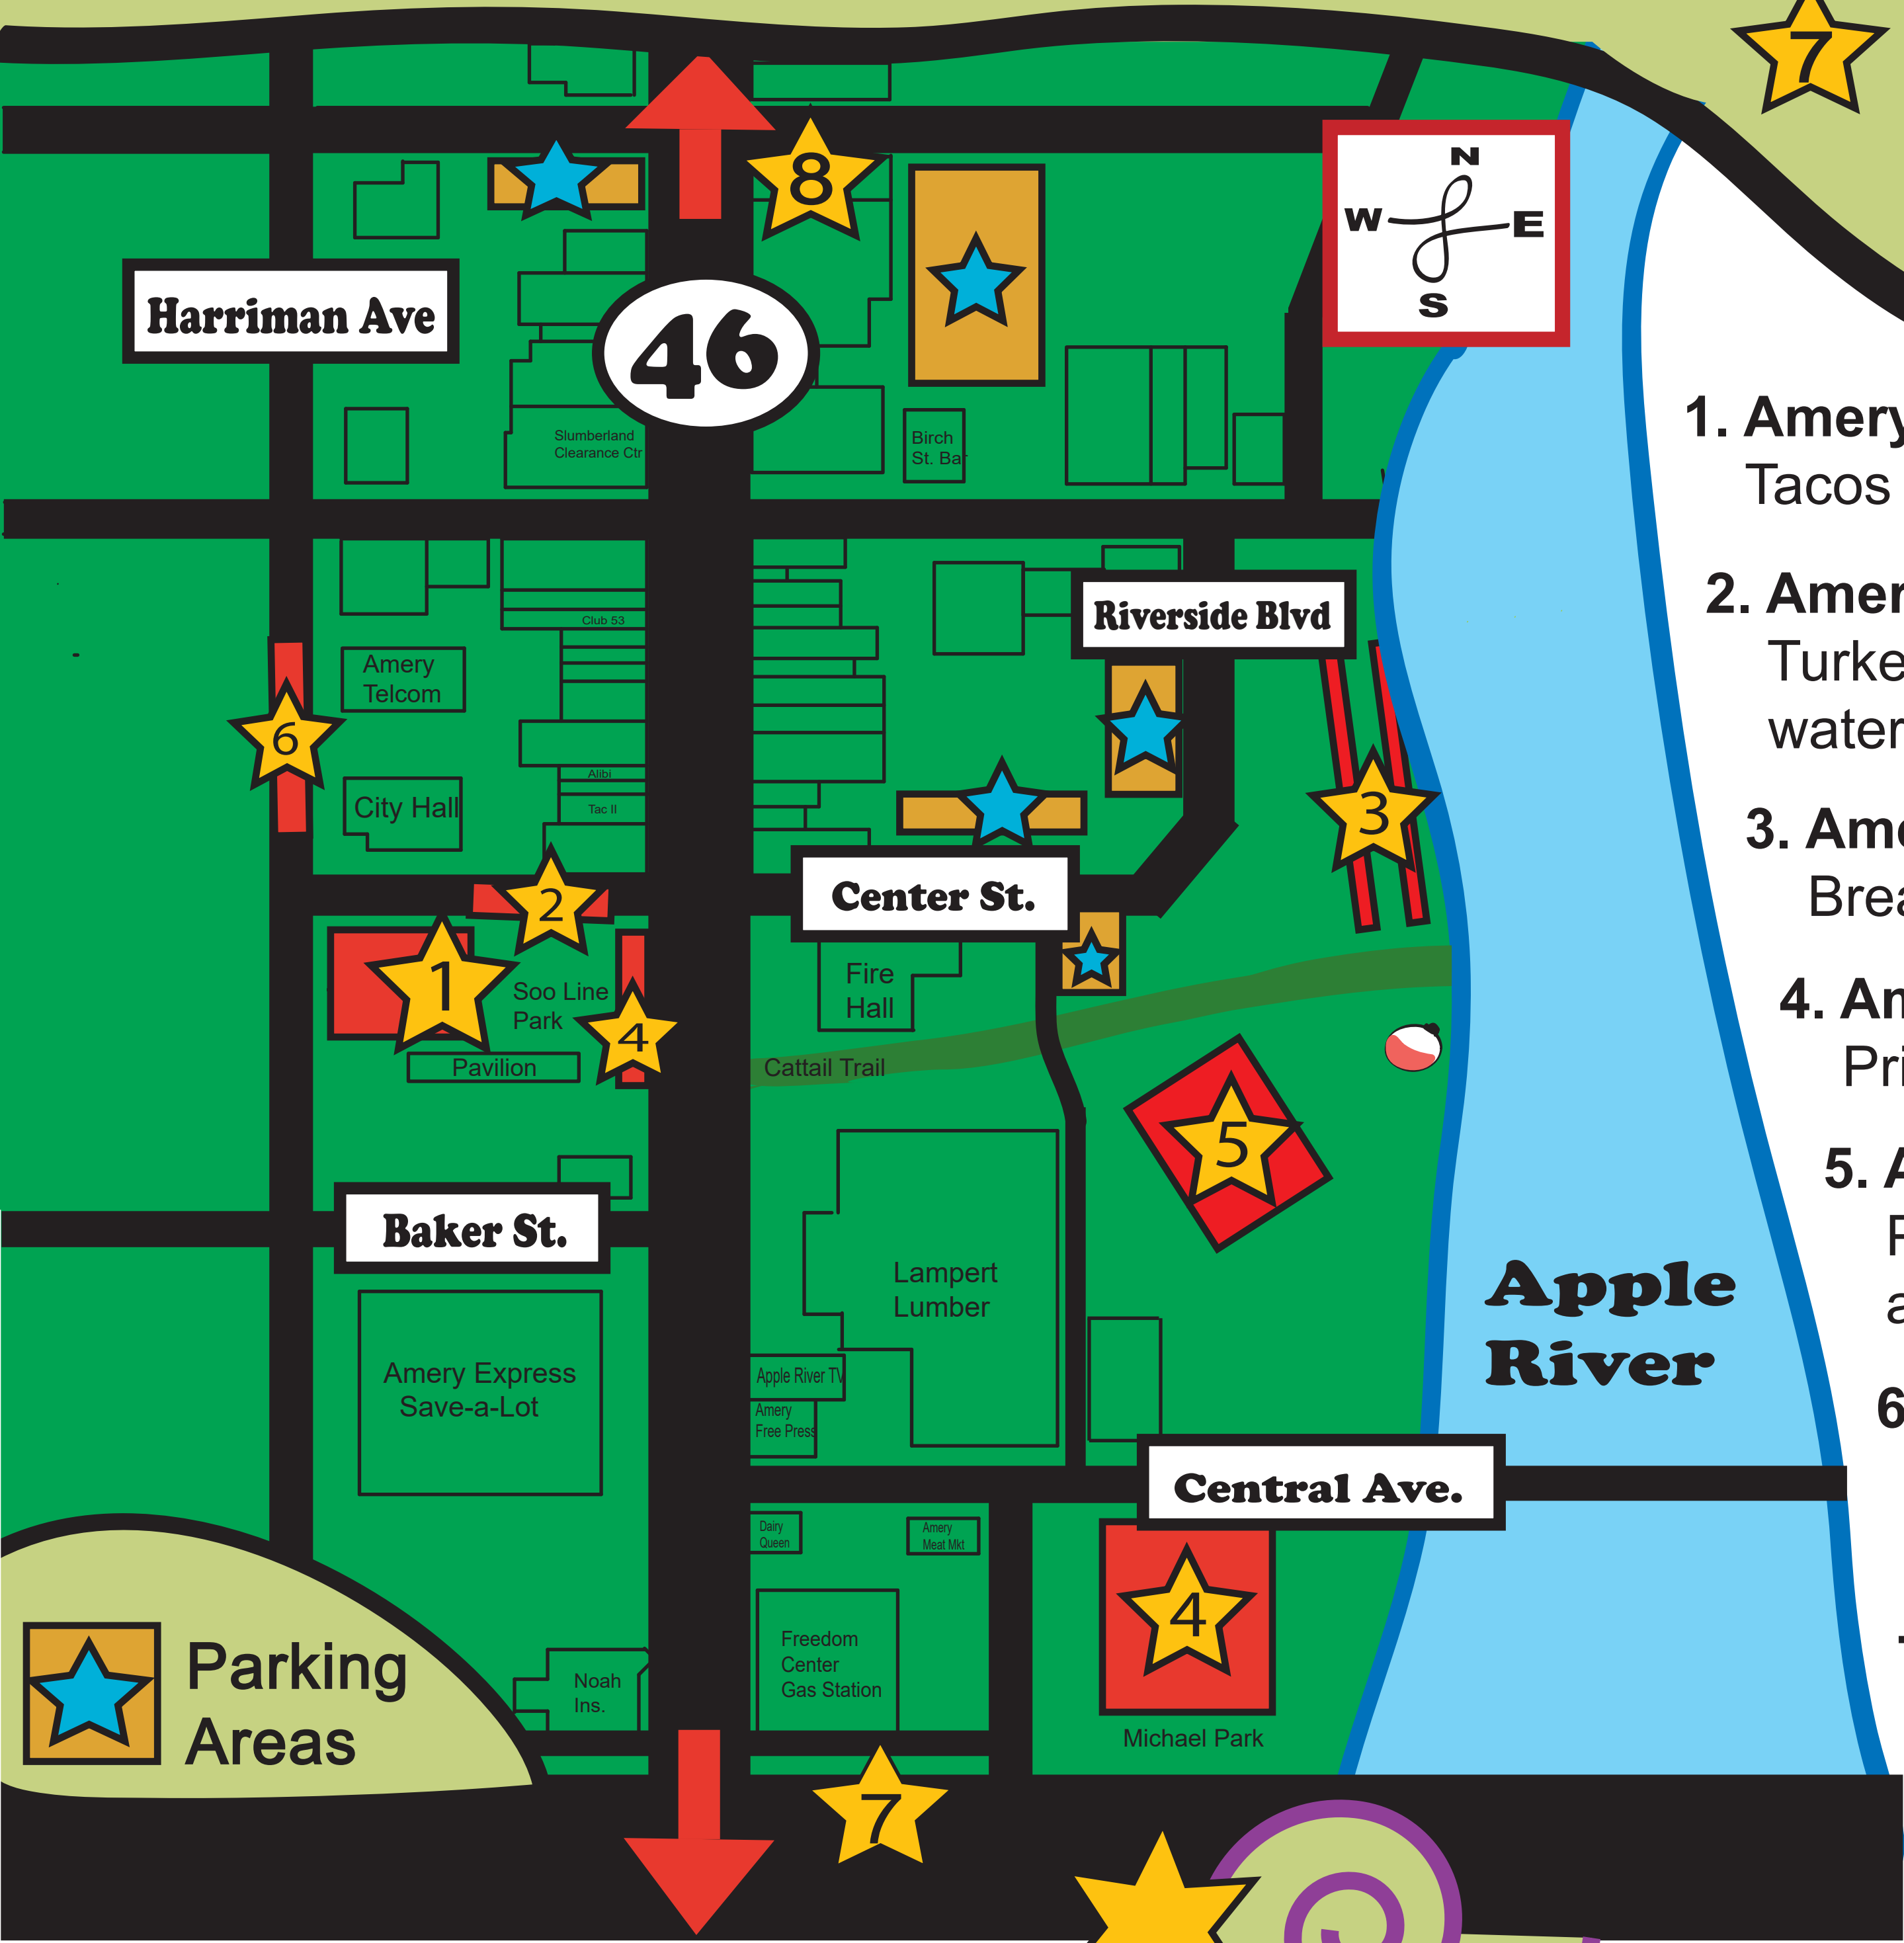 7
N
W E
S
8
Harriman Ave
46
Slumberland
Clearance Ctr
Birch
St. Bar
1. Amery
Tacos
2. Amer
Turke
water
3. Ame
Brea
4. Am
Pri
5. A
6
Club 53
Riverside Blvd
Amery
Telcom
6
City Hall
Alibi
Tac II
3
2
Center St.
1
Soo Line
Park
4
Pavilion
Fire
Hall
Cattail Trail
5
Baker St.
Lampert
Lumber
Apple
River
Amery Express
Save-a-Lot
Apple River TV
Amery
Free Press
Central Ave.
Dairy
Queen
Amery
Meat Mkt
4
Freedom
Center
Gas Station
Noah
Ins.
Michael Park
Parking
Areas
7